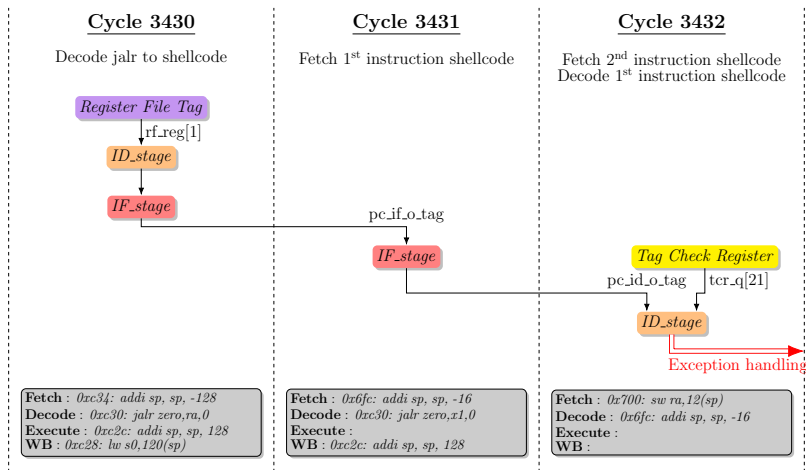 Cycle 3430
Decode jalr to shellcode
Register File Tag
rf_reg[1]
ID_stage
IF_stage
Fetch : 0xc34: addi sp, sp, -128
Decode : 0xc30: jalr zero,ra,0
Execute : 0xc2c: addi sp, sp, 128
WB : 0xc28: lw s0,120(sp)
Cycle 3431
Fetch 1st instruction shellcode
pc_if_o_tag
IF_stage
Fetch : 0x6fc: addi sp, sp, -16
Decode : 0xc30: jalr zero,x1,0
Execute :
WB : 0xc2c: addi sp, sp, 128
Cycle 3432
Fetch 2nd instruction shellcode
Decode 1st instruction shellcode
Tag Check Register
pc_id_o_tag
tcr_q[21]
ID_stage
Exception handling
Fetch : 0x700: sw ra,12(sp)
Decode : 0x6fc: addi sp, sp, -16
Execute :
WB :